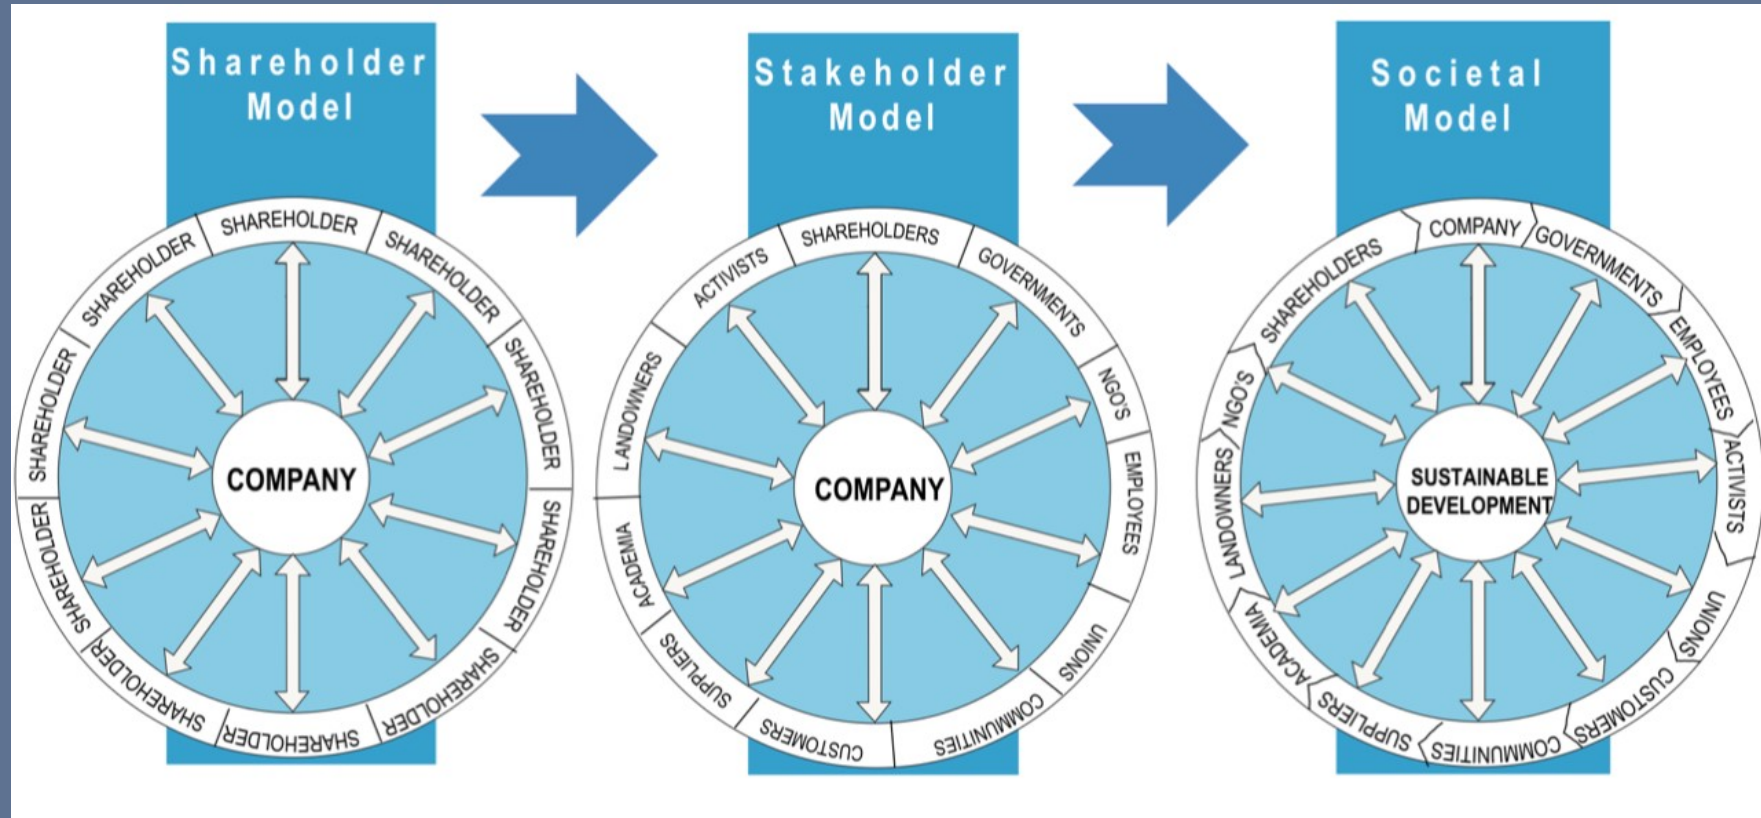 Shareholder
Model
SHAREHOLDER
SHAREHOLDER
SHAREHOLDER
SHAREHOLDER
SHAREHOLDER
SHAREHOLDER
SHAREHOLDER
SHAREHOLDER
SHAREHOLDER
SHAREHOLDER
COMPANY
Stakeholder
Model
SHAREHOLDERS
GOVERNMENTS
NGO'S
EMPLOYEES
UNIONS
COMMUNITIES
CUSTOMERS
SUPPLIERS
ACADEMIA
LANDOWNERS
ACTIVISTS
COMPANY
Societal
Model
COMPANY
GOVERNMENTS
EMPLOYEES
ACTIVISTS
UNIONS
CUSTOMERS
COMMUNITIES
SUPPLIERS
ACADEMIA
LANDOWNERS
NGO'S
SHAREHOLDERS
SUSTAINABLE
DEVELOPMENT